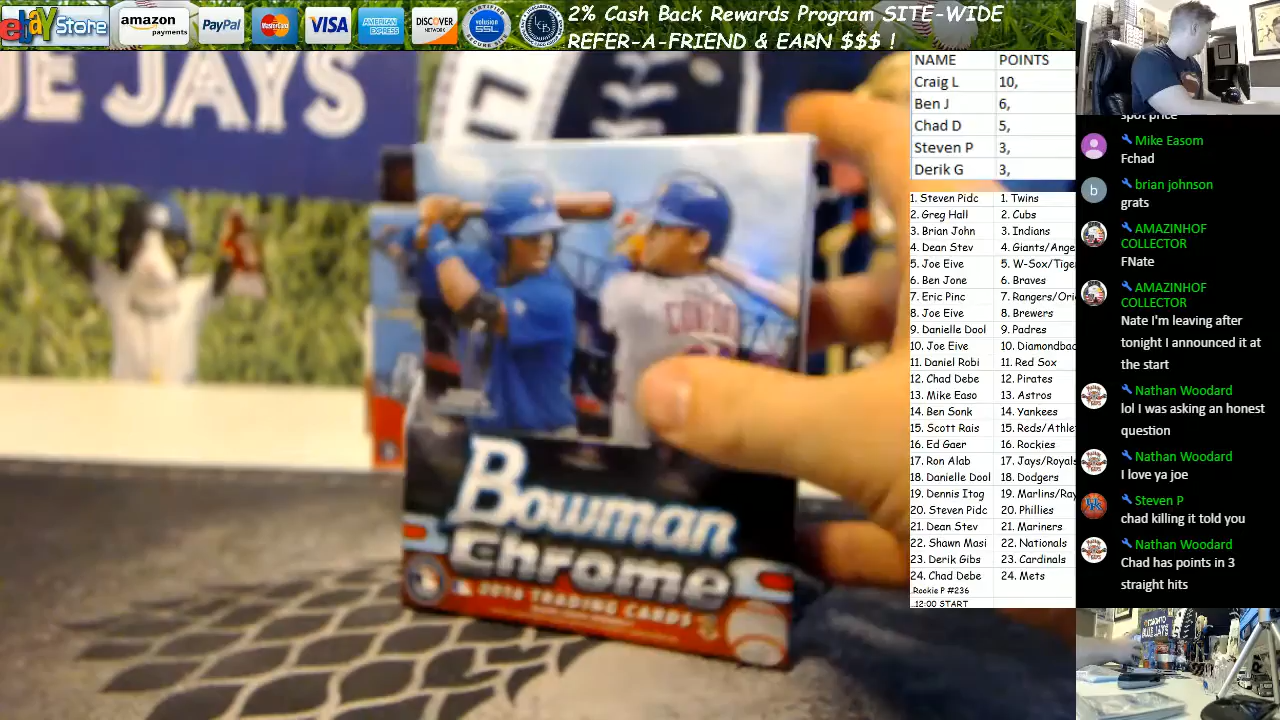 ebay Store
amazon payments
PayPal
MasterCard
VISA
AMERICAN EXPRESS
DISCOVER NETWORK
SSL
2% Cash Back Rewards Program SITE-WIDE
REFER-A-FRIEND & EARN $$$ !
JAYS
NAME POINTS
Craig L 10,
Ben J 6,
Chad D 5,
Steven P 3,
Derik G 3,
1. Steven Pidc 1. Twins
2. Greg Hall 2. Cubs
3. Brian John 3. Indians
4. Dean Stev 4. Giants/Ange
5. Joe Eive 5. W-Sox/Tige
6. Ben Jone 6. Braves
7. Eric Pinc 7. Rangers/Ori
8. Joe Eive 8. Brewers
9. Danielle Dool 9. Padres
10. Joe Eive 10. Diamondbac
11. Daniel Robi 11. Red Sox
12. Chad Debe 12. Pirates
13. Mike Easo 13. Astros
14. Ben Sonk 14. Yankees
15. Scott Rais 15. Reds/Athle
16. Ed Gaer 16. Rockies
17. Ron Alab 17. Jays/Royals
18. Danielle Dool 18. Dodgers
19. Dennis Itog 19. Marlins/Ray
20. Steven Pidc 20. Phillies
21. Dean Stev 21. Mariners
22. Shawn Masi 22. Nationals
23. Derik Gibs 23. Cardinals
24. Chad Debe 24. Mets
.Rookie P #236
..12:00 START
Bowman
Chrome
2016 TRADING CARDS
spot price
Mike Easom
Fchad
b
brian johnson
grats
AMAZINHOF
COLLECTOR
FNate
AMAZINHOF
COLLECTOR
Nate I'm leaving after
tonight I announced it at
the start
Nathan Woodard
lol I was asking an honest
question
Nathan Woodard
I love ya joe
Steven P
chad killing it told you
Nathan Woodard
Chad has points in 3
straight hits